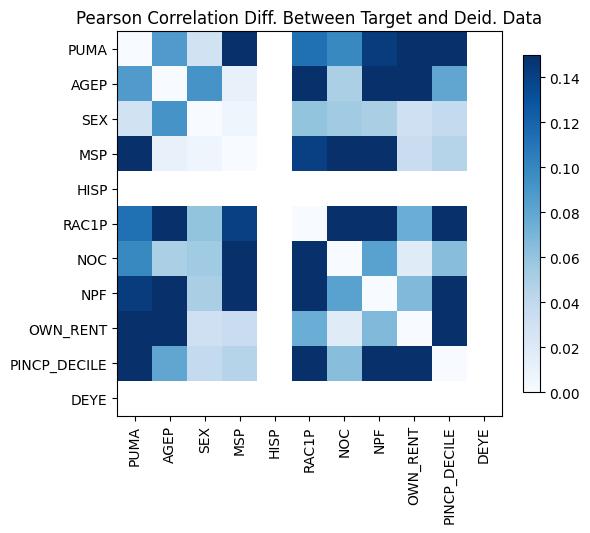 Pearson Correlation Diff. Between Target and Deid. Data
PUMA
AGEP
SEX
MSP
HISP
RAC1P
NOC
NPF
OWN_RENT
PINCP_DECILE
DEYE
PUMA
AGEP
SEX
MSP
HISP
RAC1P
NOC
NPF
OWN_RENT
PINCP_DECILE
DEYE
0.14
0.12
0.10
0.08
0.06
0.04
0.02
0.00